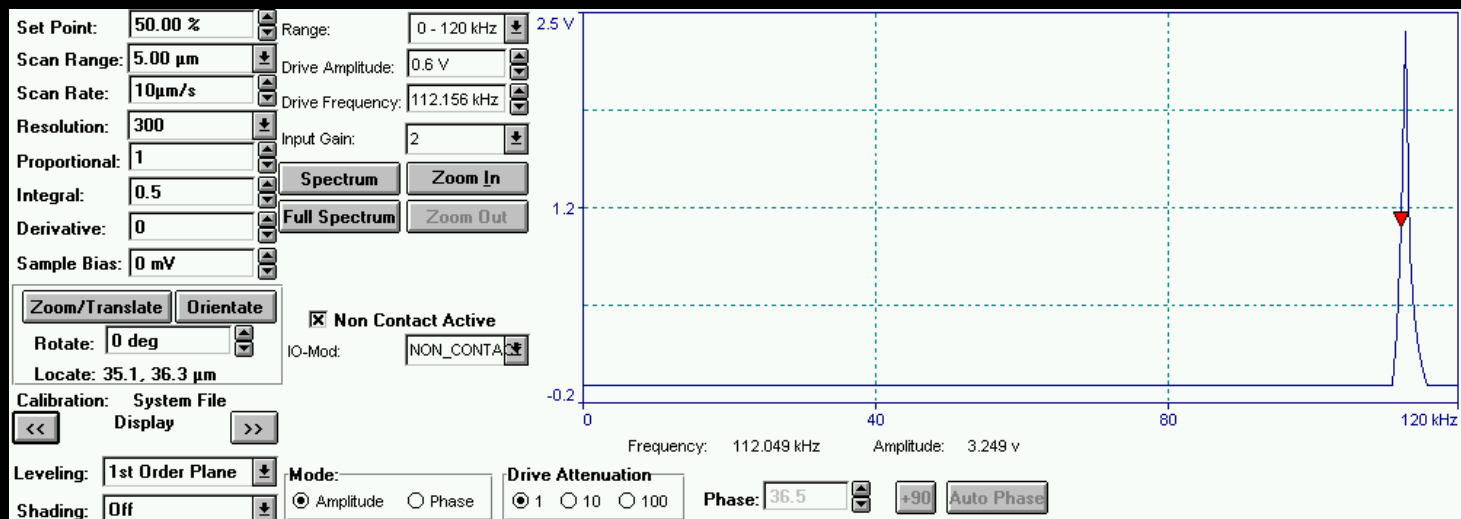 Set Point: 50.00 %
Scan Range: 5.00 µm
Scan Rate: 10µm/s
Resolution: 300
Proportional: 1
Integral: 0.5
Derivative: 0
Sample Bias: 0 mV
Zoom/Translate Orientate
Rotate: 0 deg
Locate: 35.1, 36.3 µm
Calibration: System File
<< Display >>
Leveling: 1st Order Plane
Shading: Off
Range: 0 - 120 kHz
Drive Amplitude: 0.6 V
Drive Frequency: 112.156 kHz
Input Gain: 2
Spectrum Zoom In
Full Spectrum Zoom Out
Non Contact Active
IO-Mod: NON_CONTAC
2.5 V
1.2
-0.2
0 40 80 120 kHz
Frequency: 112.049 kHz Amplitude: 3.249 v
Mode: Amplitude Phase
Drive Attenuation 1 10 100
Phase: 36.5 +90 Auto Phase